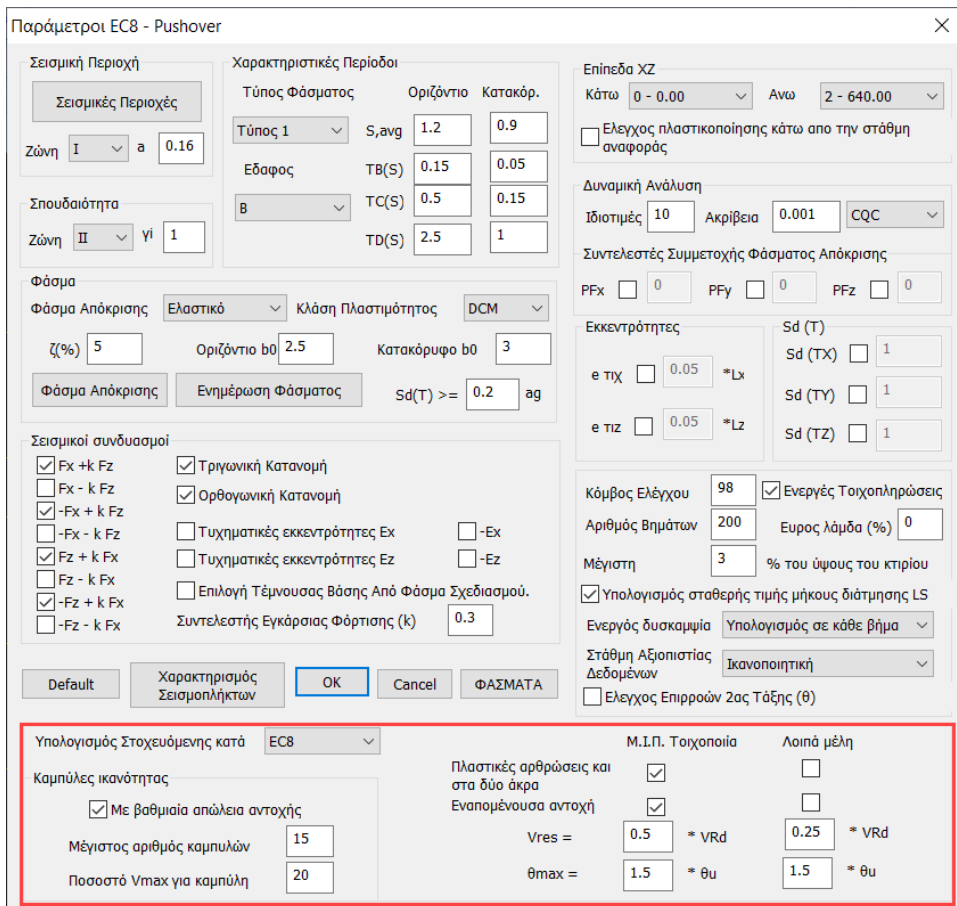 Παράμετροι EC8 - Pushover
Σεισμική Περιοχή
Σεισμικές Περιοχές
Ζώνη I a 0.16
Σπουδαιότητα
Ζώνη II γi 1
Χαρακτηριστικές Περίοδοι
Τύπος Φάσματος Οριζόντιο Κατακόρ.
Τύπος 1 S,avg 1.2 0.9
Εδαφος TB(S) 0.15 0.05
B TC(S) 0.5 0.15
TD(S) 2.5 1
Φάσμα
Φάσμα Απόκρισης Ελαστικό Κλάση Πλαστιμότητος DCM
ζ(%) 5 Οριζόντιο b0 2.5 Κατακόρυφο b0 3
Φάσμα Απόκρισης Ενημέρωση Φάσματος Sd(T) >= 0.2 ag
Σεισμικοί συνδυασμοί
Fx +k Fz Τριγωνική Κατανομή
Fx - k Fz Ορθογωνική Κατανομή
-Fx + k Fz
-Fx - k Fz Τυχηματικές εκκεντρότητες Ex -Ex
Fz + k Fx Τυχηματικές εκκεντρότητες Ez -Ez
Fz - k Fx Επιλογή Τέμνουσας Βάσης Από Φάσμα Σχεδιασμού.
-Fz + k Fx
-Fz - k Fx Συντελεστής Εγκάρσιας Φόρτισης (k) 0.3
Default Χαρακτηρισμός OK Cancel ΦΑΣΜΑΤΑ
Σεισμοπλήκτων
Επίπεδα XZ
Κάτω 0 - 0.00 Ανω 2 - 640.00
Ελεγχος πλαστικοποίησης κάτω απο την στάθμη
αναφοράς
Δυναμική Ανάλυση
Ιδιοτιμές 10 Ακρίβεια 0.001 CQC
Συντελεστές Συμμετοχής Φάσματος Απόκρισης
PFx 0 PFy 0 PFz 0
Εκκεντρότητες
e τιχ 0.05 *Lx
e τιz 0.05 *Lz
Sd (T)
Sd (TX) 1
Sd (TY) 1
Sd (TZ) 1
Κόμβος Ελέγχου 98 Ενεργές Τοιχοπληρώσεις
Αριθμός Βημάτων 200 Ευρος λάμδα (%) 0
Μέγιστη 3 % του ύψους του κτιρίου
Υπολογισμός σταθερής τιμής μήκους διάτμησης LS
Ενεργός δυσκαμψία Υπολογισμός σε κάθε βήμα
Στάθμη Αξιοπιστίας
Δεδομένων Ικανοποιητική
Ελεγχος Επιρροών 2ας Τάξης (θ)
Υπολογισμός Στοχευόμενης κατά EC8
Καμπύλες ικανότητας
Με βαθμιαία απώλεια αντοχής
Μέγιστος αριθμός καμπυλών 15
Ποσοστό Vmax για καμπύλη 20
Μ.Ι.Π. Τοιχοποιία Λοιπά μέλη
Πλαστικές αρθρώσεις και
στα δύο άκρα
Εναπομένουσα αντοχή
Vres = 0.5 * VRd 0.25 * VRd
θmax = 1.5 * θu 1.5 * θu